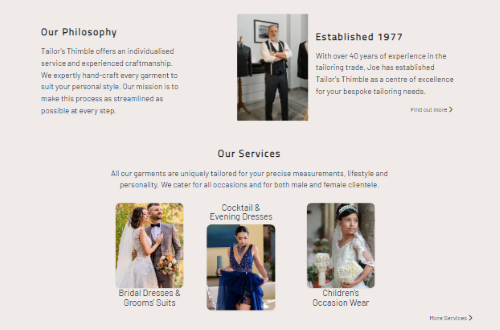 Our Philosophy
Tailor's Thimble offers an individualised
service and experienced craftmanship.
We expertly hand-craft every garment to
suit your personal style. Our mission is to
make this process as streamlined as
possible at every step.
Established 1977
With over 40 years of experience in the
tailoring trade, Joe has established
Tailor's Thimble as a centre of excellence
for your bespoke tailoring needs.
Find out more >
Our Services
All our garments are uniquely tailored for your precise measurements, lifestyle and
personality. We cater for all occasions and for both male and female clientele.
Cocktail &
Evening Dresses
Bridal Dresses &
Grooms' Suits
Children's
Occasion Wear
More Services >